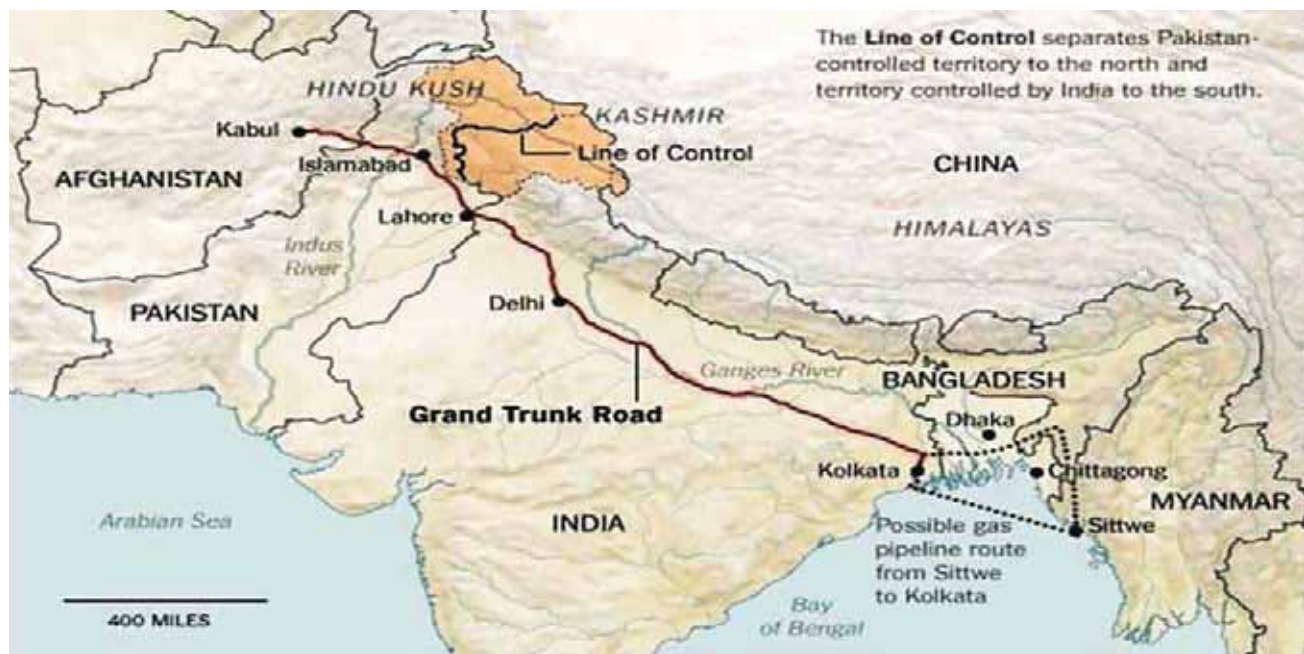 The Line of Control separates Pakistan-
controlled territory to the north and
territory controlled by India to the south.
HINDU KUSH
KASHMIR
Kabul
Line of Control
Islamabad
CHINA
AFGHANISTAN
Lahore
HIMALAYAS
Indus
River
Delhi
PAKISTAN
Ganges River
BANGLADESH
Grand Trunk Road
Dhaka
Kolkata
Chittagong
MYANMAR
Arabian Sea
INDIA
Sittwe
Possible gas
pipeline route
from Sittwe
to Kolkata
400 MILES
Bay
of Bengal